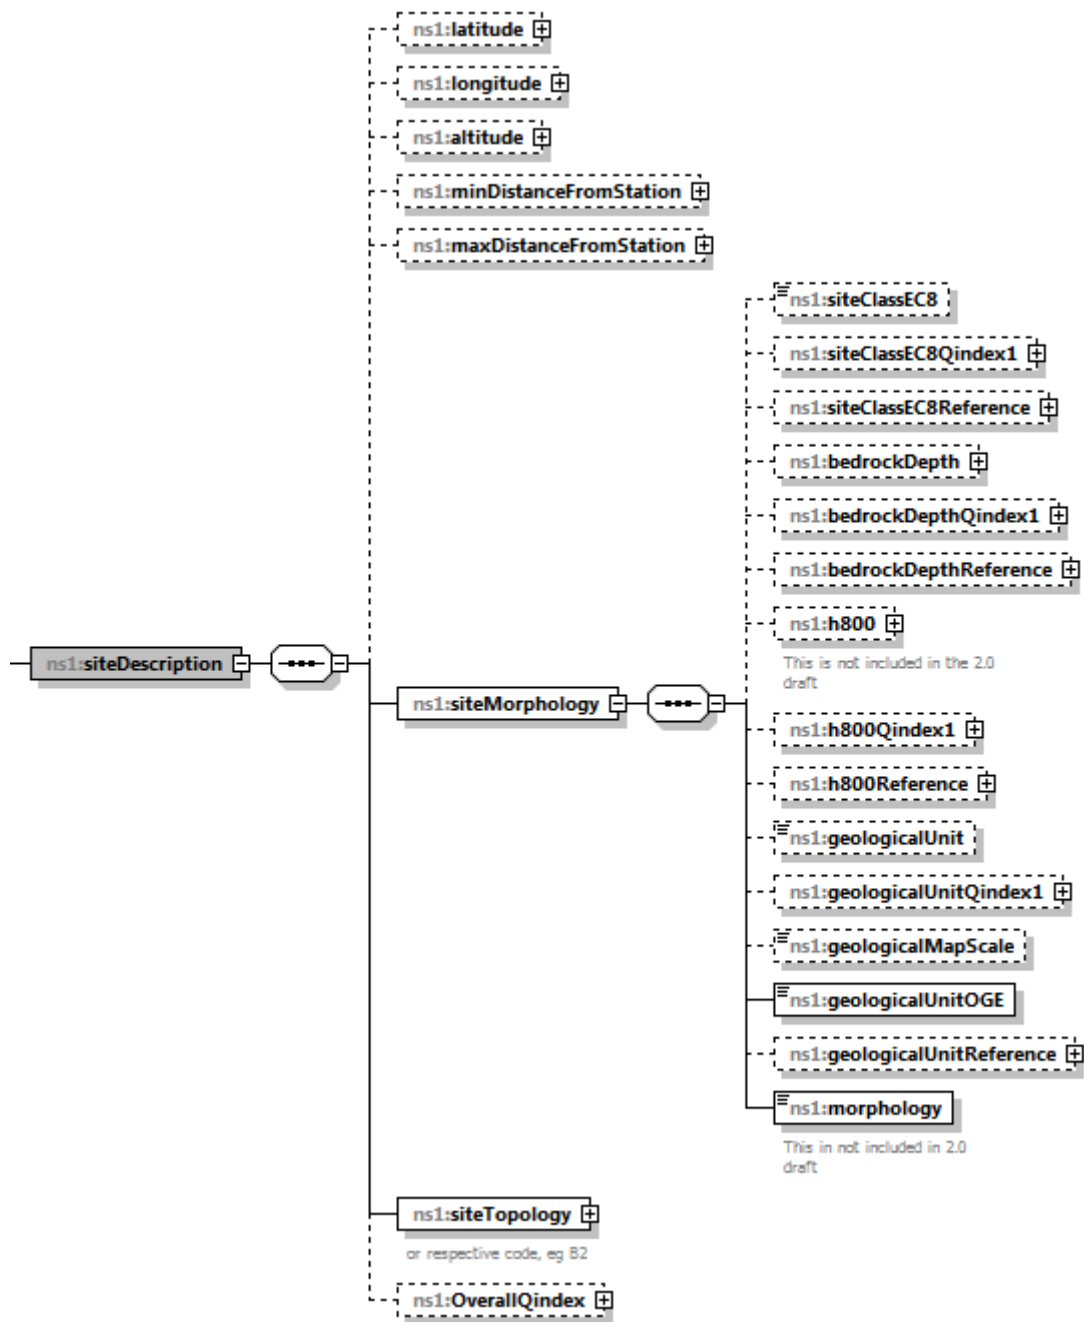 ns1:latitude
ns1:longitude
ns1:altitude
ns1:minDistanceFromStation
ns1:maxDistanceFromStation
ns1:siteClassEC8
ns1:siteClassEC8Qindex1
ns1:siteClassEC8Reference
ns1:bedrockDepth
ns1:bedrockDepthQindex1
ns1:bedrockDepthReference
ns1:h800
This is not included in the 2.0
draft
ns1:siteDescription
ns1:siteMorphology
ns1:h800Qindex1
ns1:h800Reference
ns1:geologicalUnit
ns1:geologicalUnitQindex1
ns1:geologicalMapScale
ns1:geologicalUnitOGE
ns1:geologicalUnitReference
ns1:morphology
This in not included in 2.0
draft
ns1:siteTopology
or respective code, eg B2
ns1:OverallQindex